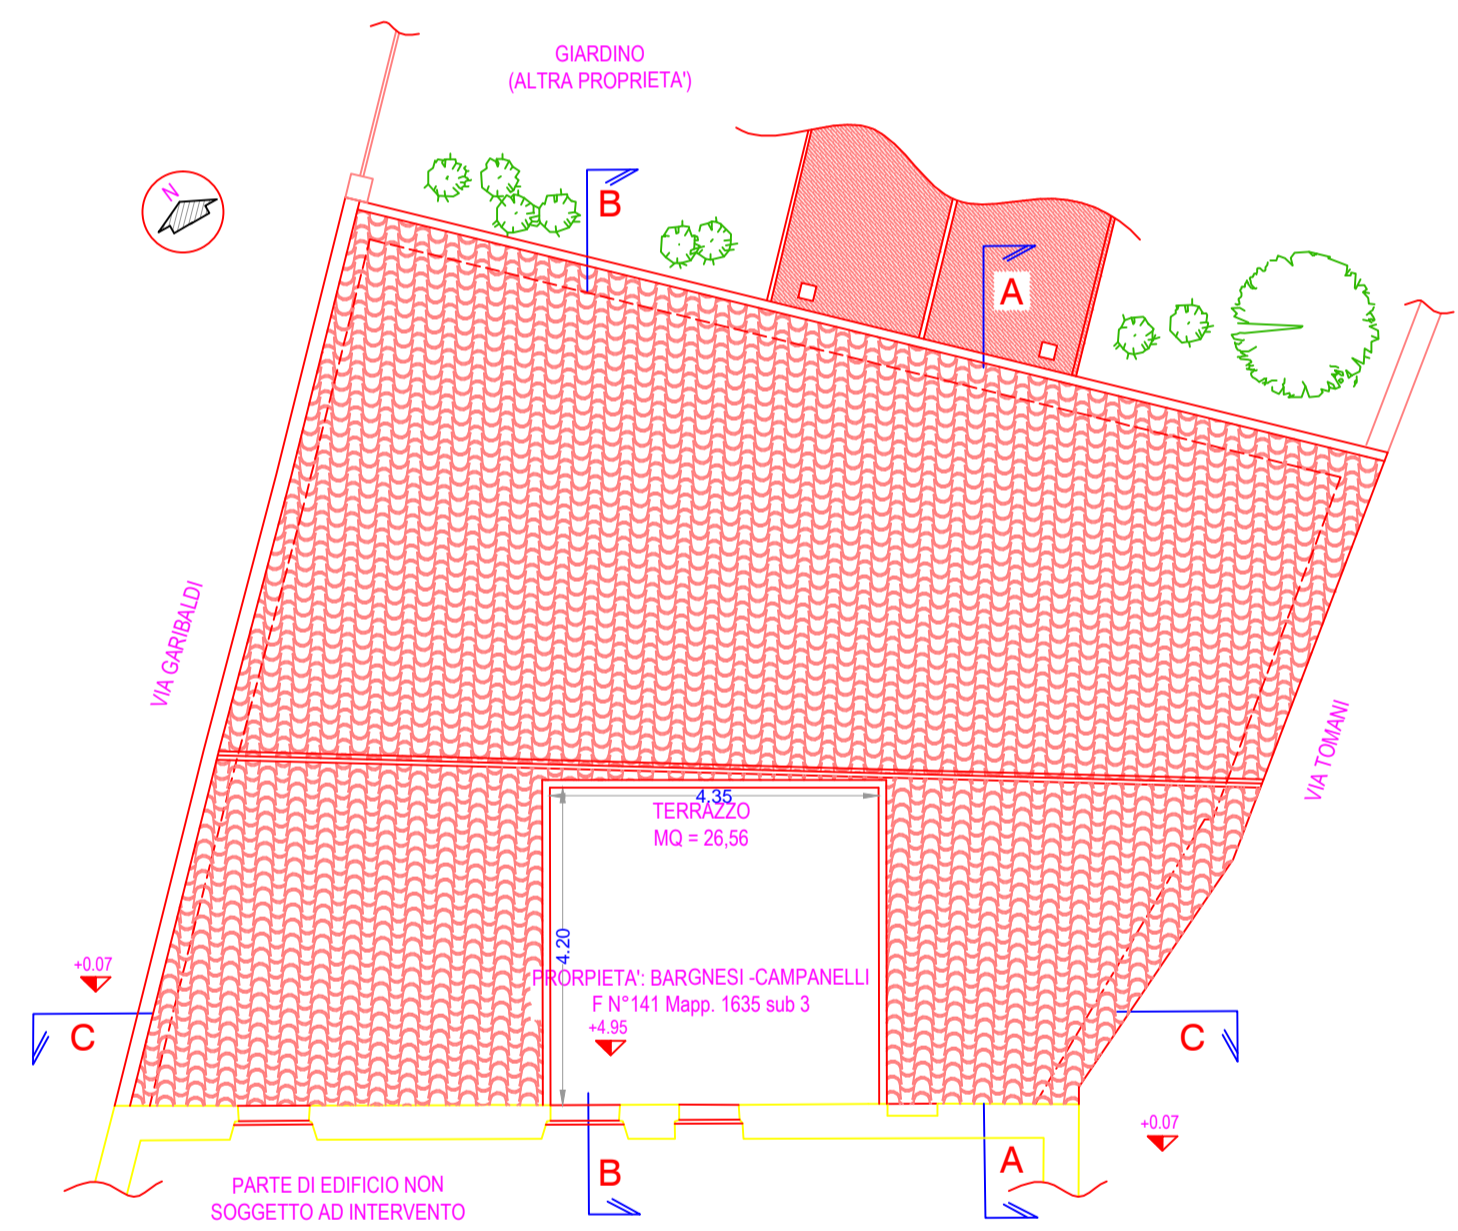 GIARDINO
(ALTRA PROPRIETA')
N
B
A
VIA GARIBALDI
VIA TOMANI
4.35
TERRAZZO
MQ = 26,56
4.20
PRORPIETA': BARGNESI -CAMPANELLI
F N°141 Mapp. 1635 sub 3
+4.95
+0.07
C
C
+0.07
B
A
PARTE DI EDIFICIO NON
SOGGETTO AD INTERVENTO